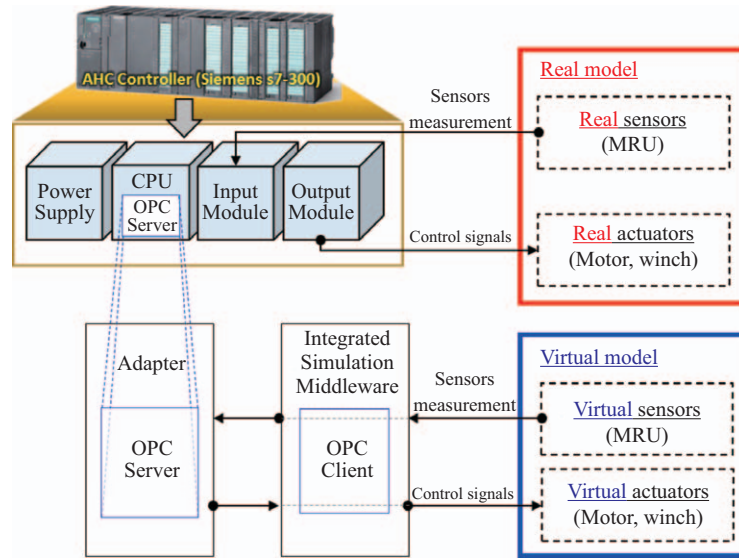 AHC Controller (Siemens s7-300)
Real model
Sensors
measurement
Real sensors
(MRU)
Power
Supply
CPU
OPC
Server
Input
Module
Output
Module
Control signals
Real actuators
(Motor, winch)
Adapter
Integrated
Simulation
Middleware
Virtual model
Sensors
measurement
Virtual sensors
(MRU)
OPC
Server
OPC
Client
Control signals
Virtual actuators
(Motor, winch)